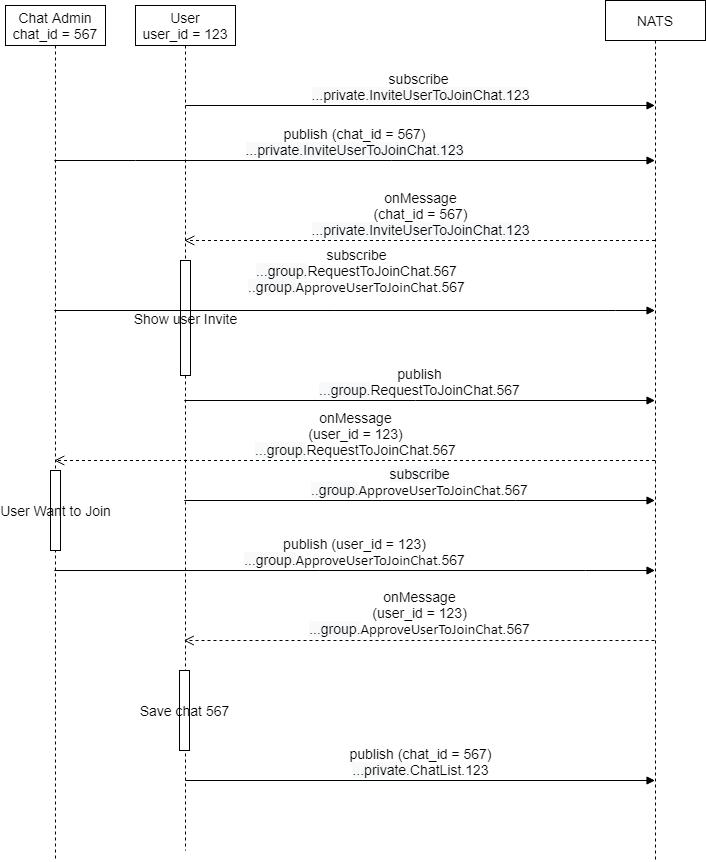 Chat Admin
chat_id = 567
User
user_id = 123
NATS
subscribe
...private.InviteUserToJoinChat.123
publish (chat_id = 567)
...private.InviteUserToJoinChat.123
onMessage
(chat_id = 567)
...private.InviteUserToJoinChat.123
subscribe
...group.RequestToJoinChat.567
..group.ApproveUserToJoinChat.567
Show user Invite
publish
...group.RequestToJoinChat.567
onMessage
(user_id = 123)
...group.RequestToJoinChat.567
subscribe
..group.ApproveUserToJoinChat.567
User Want to Join
publish (user_id = 123)
...group.ApproveUserToJoinChat.567
onMessage
(user_id = 123)
...group.ApproveUserToJoinChat.567
Save chat 567
publish (chat_id = 567)
...private.ChatList.123